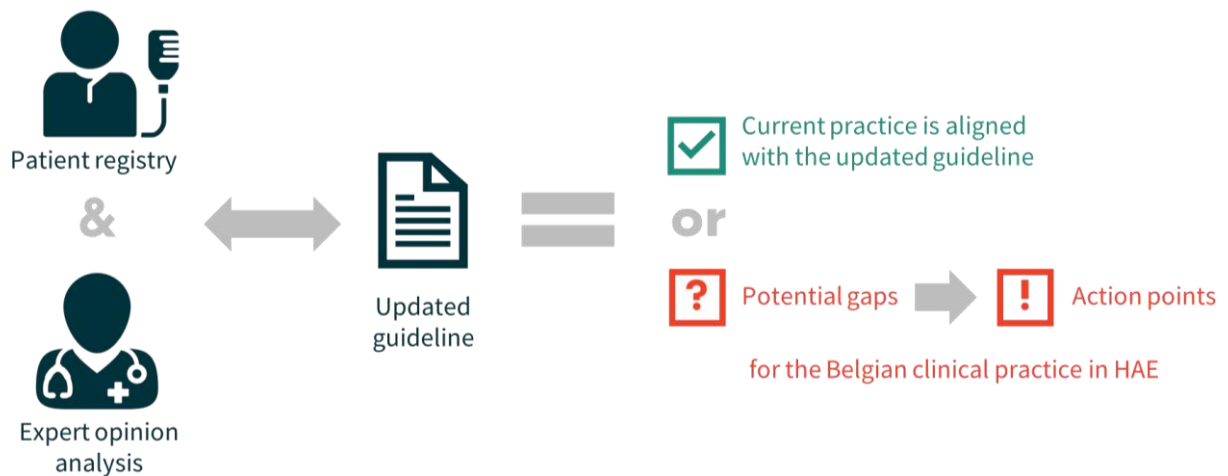 Patient registry
&
Expert opinion
analysis
Updated
guideline
Current practice is aligned
with the updated guideline
or
? Potential gaps
! Action points
for the Belgian clinical practice in HAE